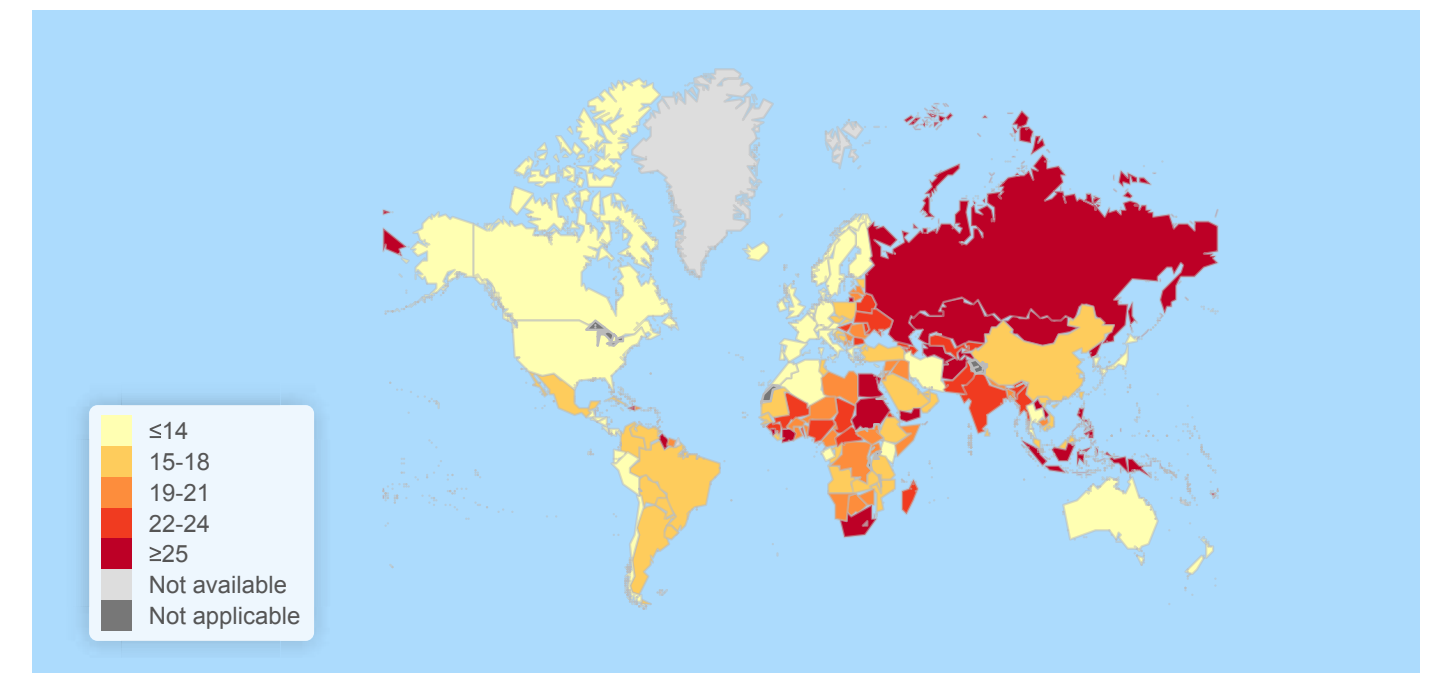 ≤14
15-18
19-21
22-24
≥25
Not available
Not applicable